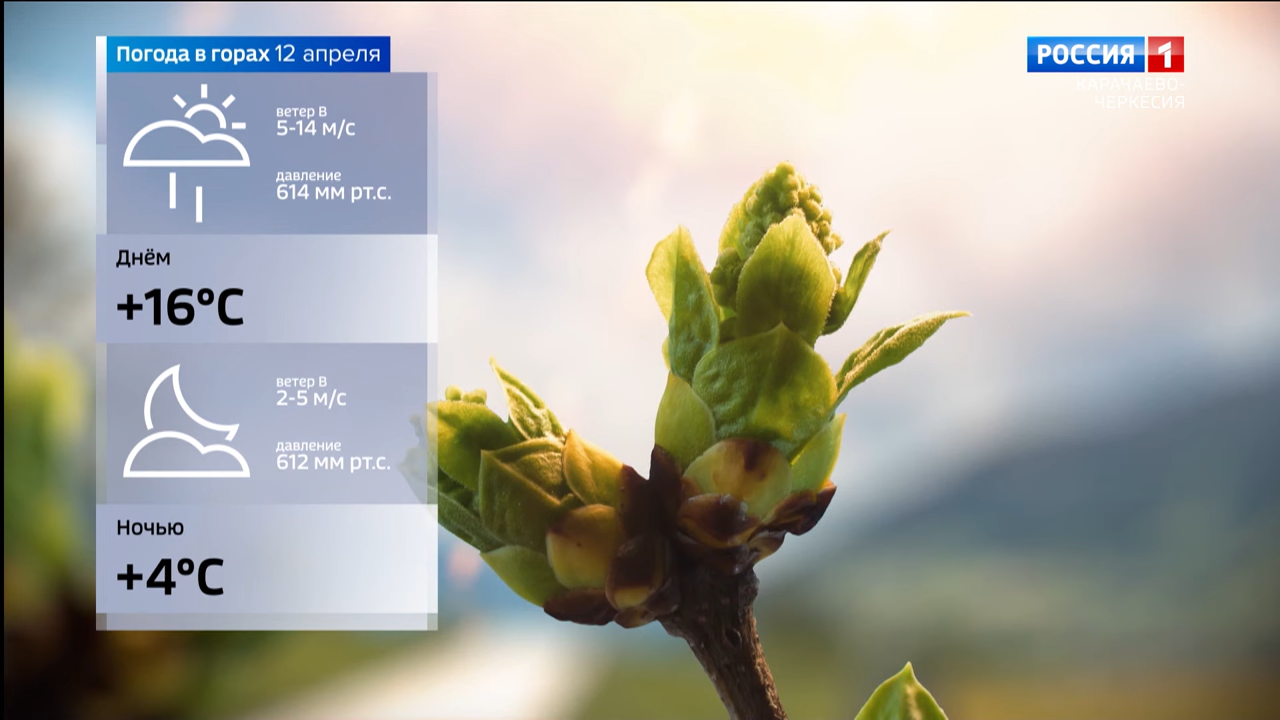 Погода в горах 12 апреля
ветер В
5-14 м/с
давление
614 мм рт.с.
Днём
+16°C
ветер В
2-5 м/с
давление
612 мм рт.с.
Ночью
+4°C
РОССИЯ 1
КАРАЧАЕВО-
ЧЕРКЕСИЯ